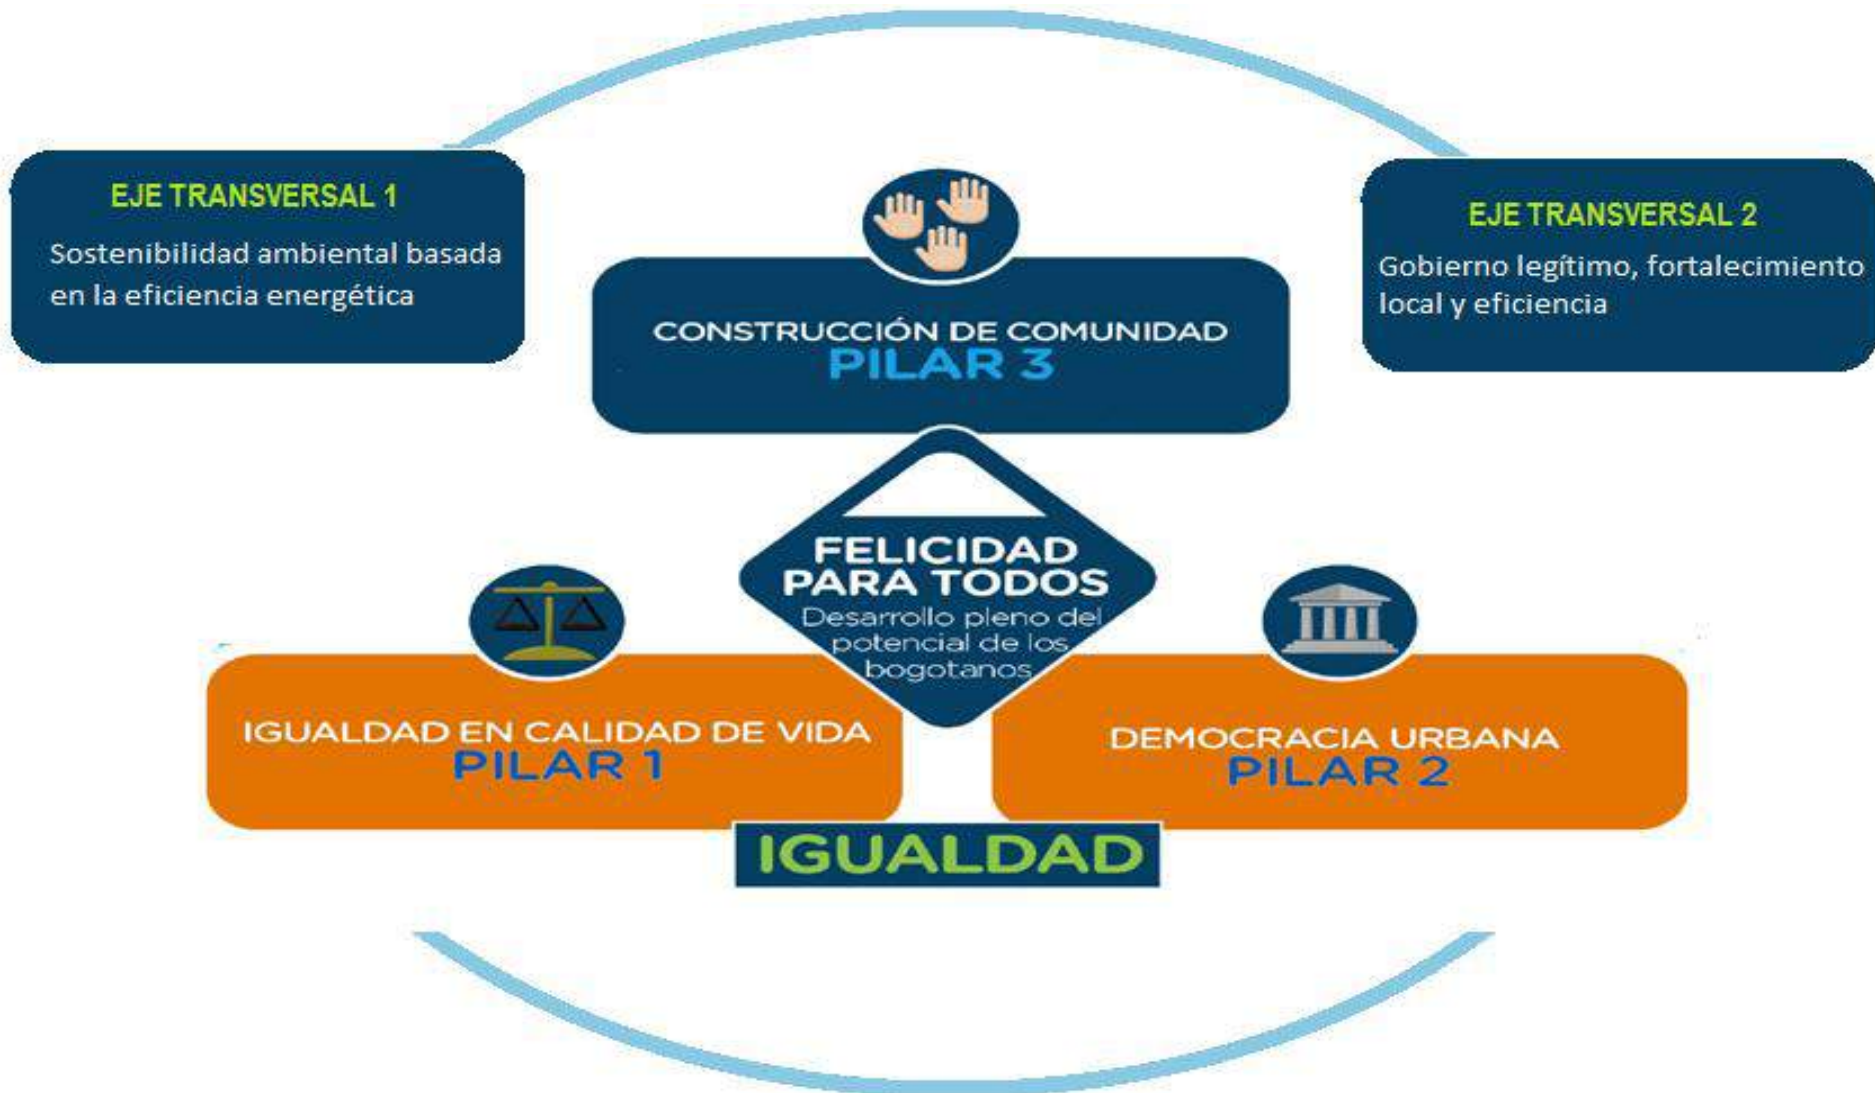 EJE TRANSVERSAL 1
Sostenibilidad ambiental basada
en la eficiencia energética
EJE TRANSVERSAL 2
Gobierno legítimo, fortalecimiento
local y eficiencia
CONSTRUCCIÓN DE COMUNIDAD
PILAR 3
FELICIDAD
PARA TODOS
Desarrollo pleno del
potencial de los
bogotanos
IGUALDAD EN CALIDAD DE VIDA
PILAR 1
DEMOCRACIA URBANA
PILAR 2
IGUALDAD